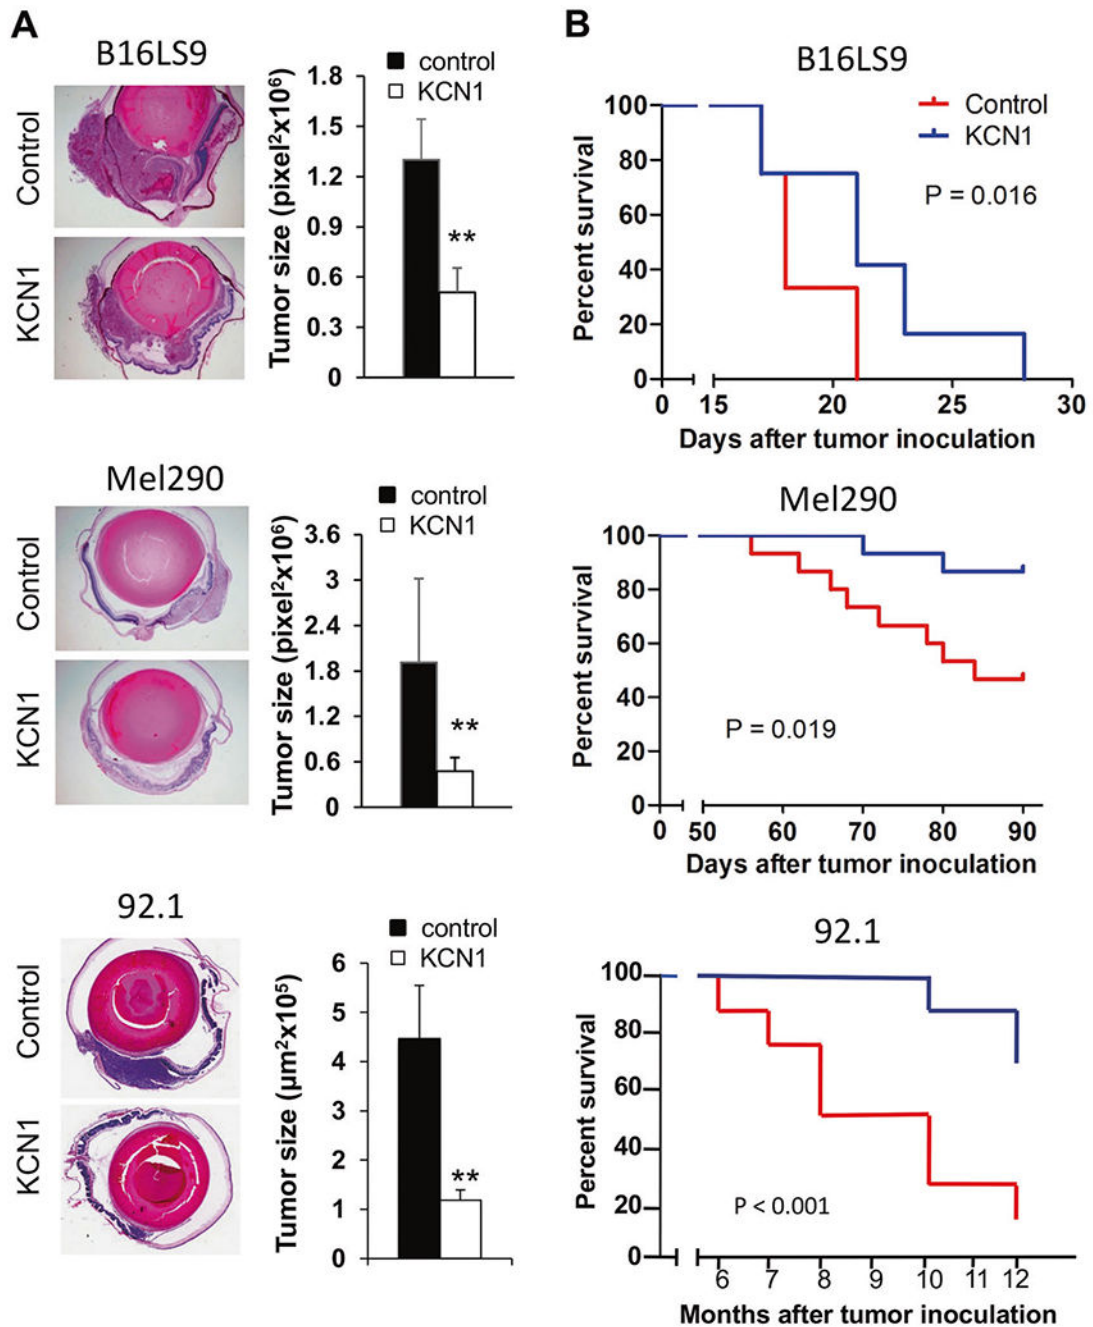 A
B16LS9
Control
KCN1
control
KCN1
Tumor size (pixel²x10⁶)
1.8
1.5
1.2
0.9
0.6
0.3
0
**
Mel290
Control
KCN1
control
KCN1
Tumor size (pixel²x10⁶)
3.6
3
2.4
1.8
1.2
0.6
0
**
92.1
Control
KCN1
control
KCN1
Tumor size (µm²x10⁵)
6
5
4
3
2
1
0
**
B
B16LS9
Control
KCN1
P = 0.016
Percent survival
100
80
60
40
20
0
0 15 20 25 30
Days after tumor inoculation
Mel290
Percent survival
100
80
60
40
20
0
P = 0.019
0 50 60 70 80 90
Days after tumor inoculation
92.1
Percent survival
100
80
60
40
20
0
P < 0.001
6 7 8 9 10 11 12
Months after tumor inoculation